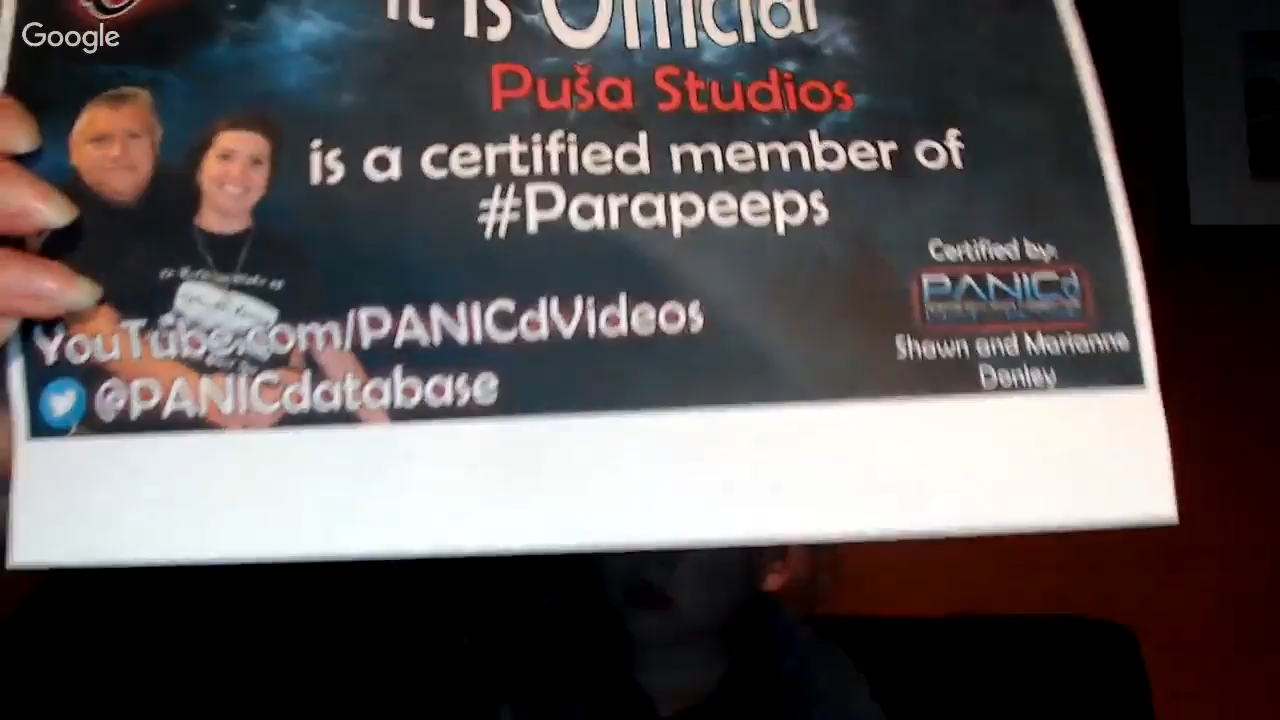 Google
It is Official
Puša Studios
is a certified member of
#Parapeeps
Certified by:
PANICd
YouTube.com/PANICdVideos
Shawn and Marianne
Donley
@PANICdatabase